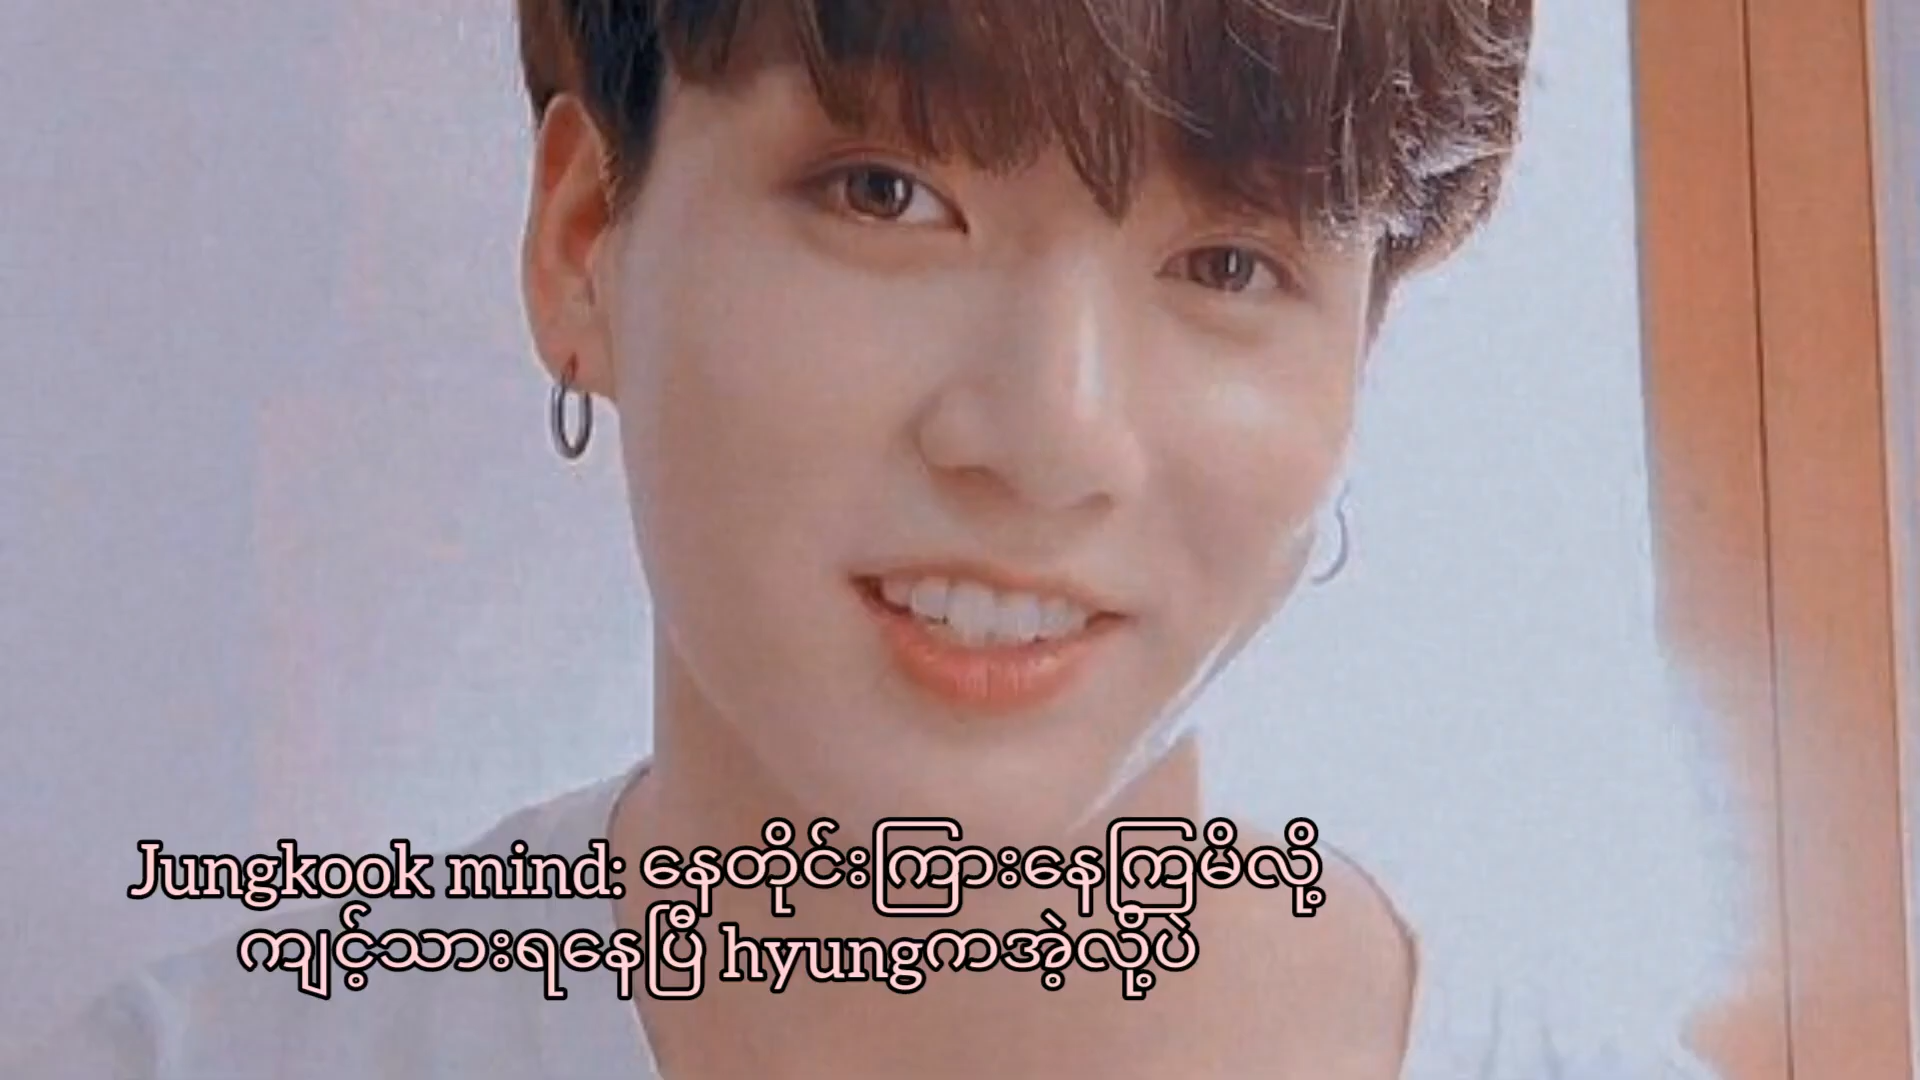 Jungkook mind: နေတိုင်းကြားနေကြမိလို့
ကျင့်သားရနေပြီ hyungကအဲ့လိုပဲ